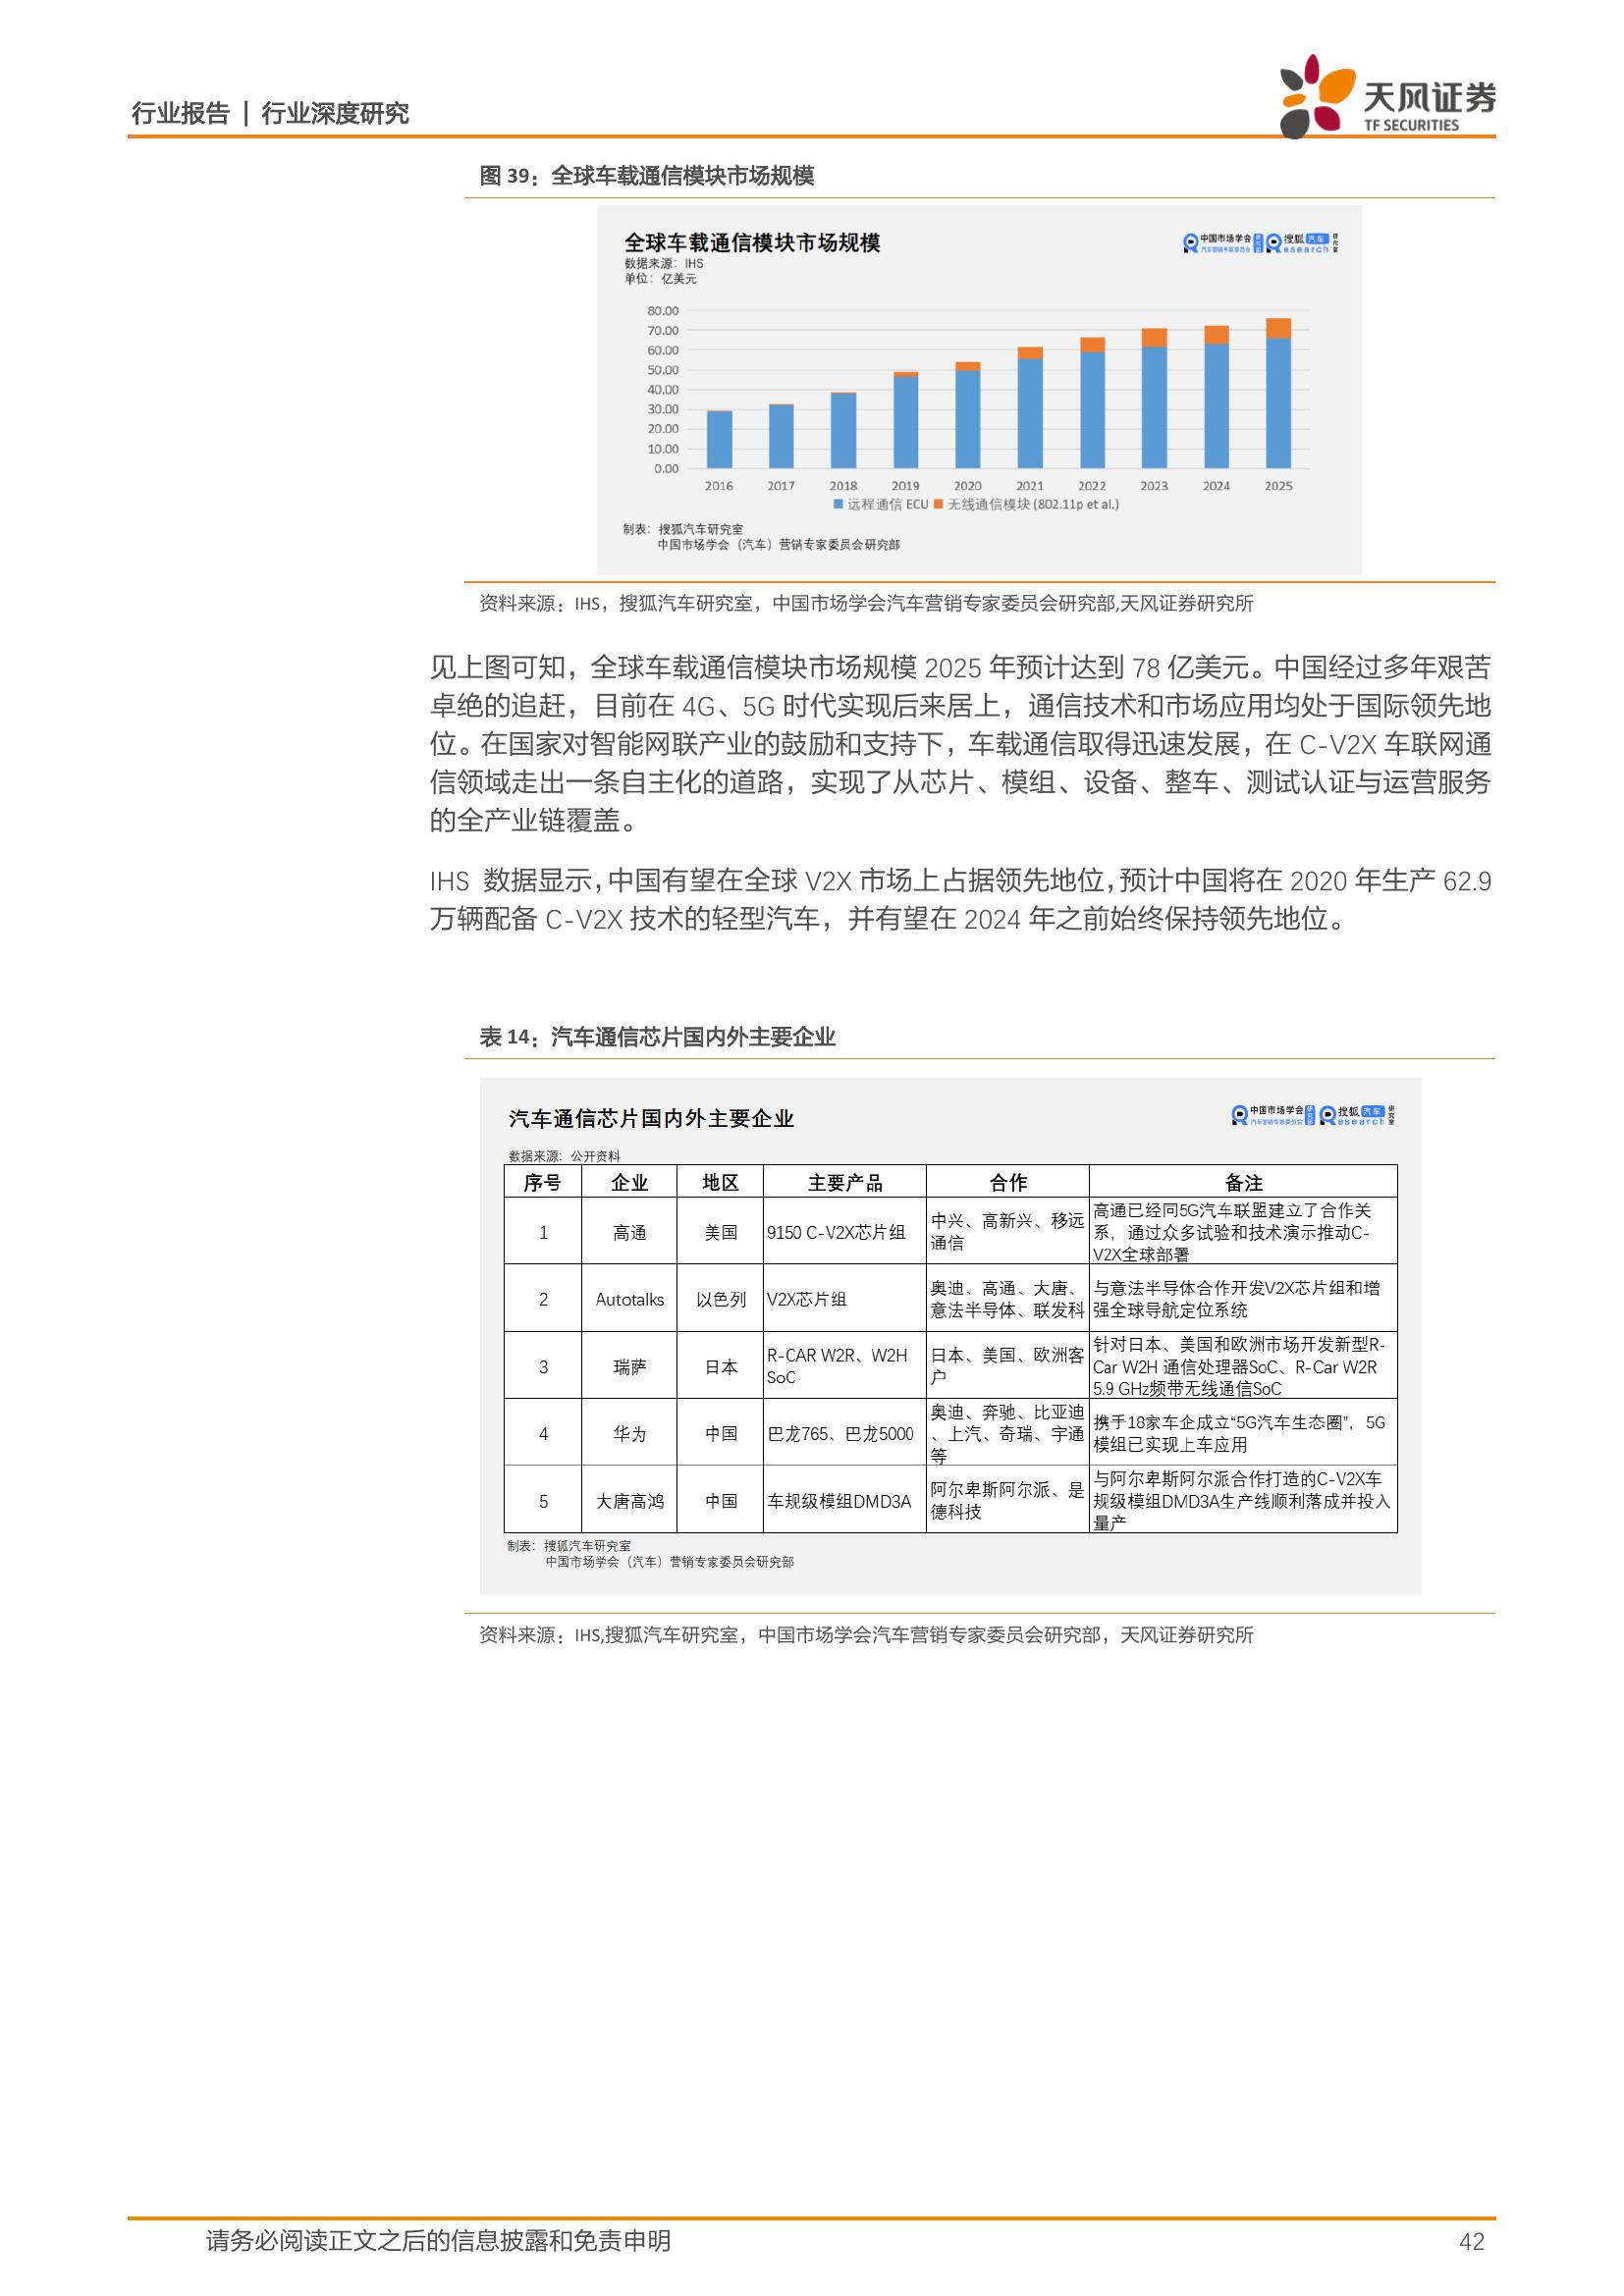 行业报告 | 行业深度研究
天风证券
TF SECURITIES
图 39：全球车载通信模块市场规模
全球车载通信模块市场规模
数据来源：IHS
单位：亿美元
中国市场学会
汽车营销专家委员会
研究部
搜狐 汽车
esearch
研究室
80.00
70.00
60.00
50.00
40.00
30.00
20.00
10.00
0.00
2016 2017 2018 2019 2020 2021 2022 2023 2024 2025
远程通信 ECU 无线通信模块 (802.11p et al.)
制表：搜狐汽车研究室
中国市场学会（汽车）营销专家委员会研究部
资料来源：IHS，搜狐汽车研究室，中国市场学会汽车营销专家委员会研究部,天风证券研究所
见上图可知，全球车载通信模块市场规模 2025 年预计达到 78 亿美元。中国经过多年艰苦
卓绝的追赶，目前在 4G、5G 时代实现后来居上，通信技术和市场应用均处于国际领先地
位。在国家对智能网联产业的鼓励和支持下，车载通信取得迅速发展，在 C-V2X 车联网通
信领域走出一条自主化的道路，实现了从芯片、模组、设备、整车、测试认证与运营服务
的全产业链覆盖。
IHS 数据显示，中国有望在全球 V2X 市场上占据领先地位，预计中国将在 2020 年生产 62.9
万辆配备 C-V2X 技术的轻型汽车，并有望在 2024 年之前始终保持领先地位。
表 14：汽车通信芯片国内外主要企业
汽车通信芯片国内外主要企业
中国市场学会
汽车营销专家委员会
研究部
搜狐 汽车
esearch
研究室
数据来源：公开资料
序号 企业 地区 主要产品 合作 备注
1 高通 美国 9150 C-V2X芯片组 中兴、高新兴、移远
通信
高通已经同5G汽车联盟建立了合作关
系，通过众多试验和技术演示推动C-
V2X全球部署
2 Autotalks 以色列 V2X芯片组 奥迪、高通、大唐、
意法半导体、联发科
与意法半导体合作开发V2X芯片组和增
强全球导航定位系统
3 瑞萨 日本 R-CAR W2R、W2H
SoC
日本、美国、欧洲客
户
针对日本、美国和欧洲市场开发新型R-
Car W2H 通信处理器SoC、R-Car W2R
5.9 GHz频带无线通信SoC
4 华为 中国 巴龙765、巴龙5000 奥迪、奔驰、比亚迪
、上汽、奇瑞、宇通
等
携手18家车企成立“5G汽车生态圈”，5G
模组已实现上车应用
5 大唐高鸿 中国 车规级模组DMD3A 阿尔卑斯阿尔派、是
德科技
与阿尔卑斯阿尔派合作打造的C-V2X车
规级模组DMD3A生产线顺利落成并投入
量产
制表：搜狐汽车研究室
中国市场学会（汽车）营销专家委员会研究部
资料来源：IHS,搜狐汽车研究室，中国市场学会汽车营销专家委员会研究部，天风证券研究所
请务必阅读正文之后的信息披露和免责申明 42